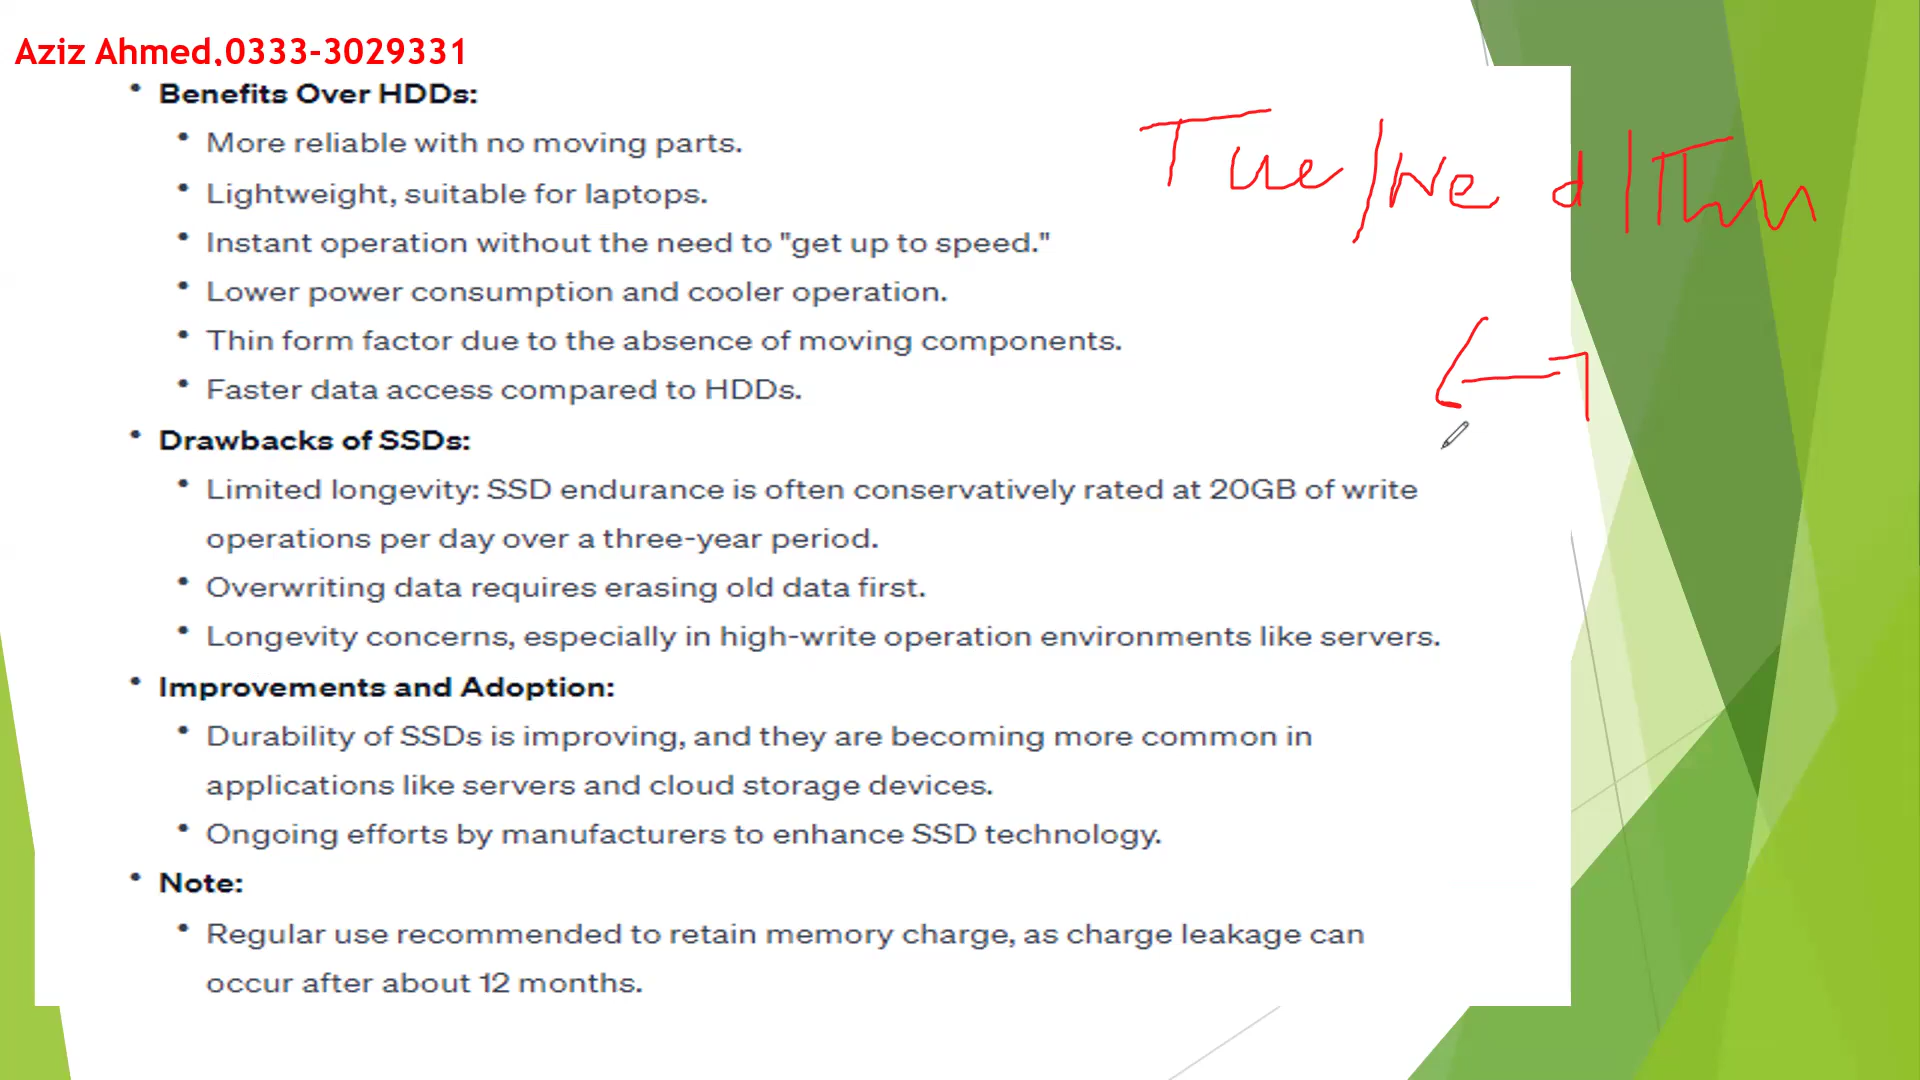 Aziz Ahmed,0333-3029331
• Benefits Over HDDs:
• More reliable with no moving parts.
Tue/Wed/Thu
• Lightweight, suitable for laptops.
• Instant operation without the need to "get up to speed."
• Lower power consumption and cooler operation.
• Thin form factor due to the absence of moving components.
• Faster data access compared to HDDs.
• Drawbacks of SSDs:
• Limited longevity: SSD endurance is often conservatively rated at 20GB of write
operations per day over a three-year period.
• Overwriting data requires erasing old data first.
• Longevity concerns, especially in high-write operation environments like servers.
• Improvements and Adoption:
• Durability of SSDs is improving, and they are becoming more common in
applications like servers and cloud storage devices.
• Ongoing efforts by manufacturers to enhance SSD technology.
• Note:
• Regular use recommended to retain memory charge, as charge leakage can
occur after about 12 months.